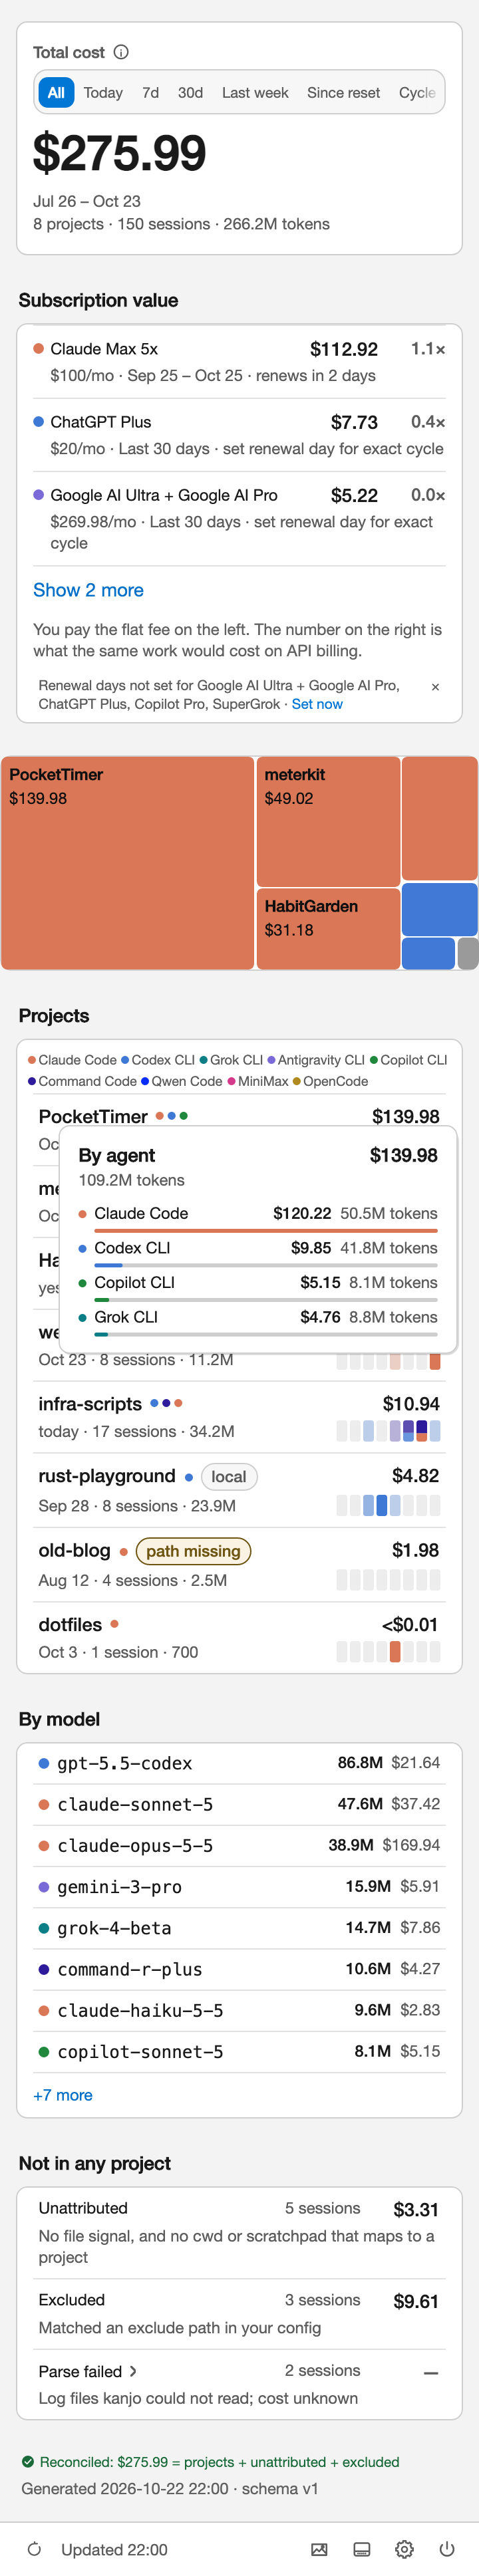 Total cost
All Today 7d 30d Last week Since reset Cycle
$275.99
Jul 26 – Oct 23
8 projects · 150 sessions · 266.2M tokens
Subscription value
Claude Max 5x $112.92 1.1×
$100/mo · Sep 25 – Oct 25 · renews in 2 days
ChatGPT Plus $7.73 0.4×
$20/mo · Last 30 days · set renewal day for exact cycle
Google AI Ultra + Google AI Pro $5.22 0.0×
$269.98/mo · Last 30 days · set renewal day for exact
cycle
Show 2 more
You pay the flat fee on the left. The number on the right is
what the same work would cost on API billing.
Renewal days not set for Google AI Ultra + Google AI Pro, ×
ChatGPT Plus, Copilot Pro, SuperGrok · Set now
PocketTimer
$139.98
meterkit
$49.02
HabitGarden
$31.18
Projects
Claude Code Codex CLI Grok CLI Antigravity CLI Copilot CLI
Command Code Qwen Code MiniMax OpenCode
PocketTimer $139.98
Oc
me
Oc
Ha
yes
we
By agent $139.98
109.2M tokens
Claude Code $120.22 50.5M tokens
Codex CLI $9.85 41.8M tokens
Copilot CLI $5.15 8.1M tokens
Grok CLI $4.76 8.8M tokens
Oct 23 · 8 sessions · 11.2M
infra-scripts $10.94
today · 17 sessions · 34.2M
rust-playground local $4.82
Sep 28 · 8 sessions · 23.9M
old-blog path missing $1.98
Aug 12 · 4 sessions · 2.5M
dotfiles <$0.01
Oct 3 · 1 session · 700
By model
gpt-5.5-codex 86.8M $21.64
claude-sonnet-5 47.6M $37.42
claude-opus-5-5 38.9M $169.94
gemini-3-pro 15.9M $5.91
grok-4-beta 14.7M $7.86
command-r-plus 10.6M $4.27
claude-haiku-5-5 9.6M $2.83
copilot-sonnet-5 8.1M $5.15
+7 more
Not in any project
Unattributed 5 sessions $3.31
No file signal, and no cwd or scratchpad that maps to a
project
Excluded 3 sessions $9.61
Matched an exclude path in your config
Parse failed 2 sessions —
Log files kanjo could not read; cost unknown
Reconciled: $275.99 = projects + unattributed + excluded
Generated 2026-10-22 22:00 · schema v1
Updated 22:00